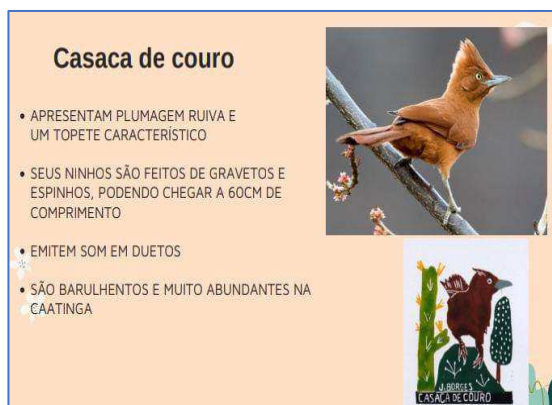 Casaca de couro
• APRESENTAM PLUMAGEM RUIVA E
UM TOPETE CARACTERÍSTICO
• SEUS NINHOS SÃO FEITOS DE GRAVETOS E
ESPINHOS, PODENDO CHEGAR A 60CM DE
COMPRIMENTO
• EMITEM SOM EM DUETOS
• SÃO BARULHENTOS E MUITO ABUNDANTES NA
CAATINGA
J.BORGES
CASACA DE COURO